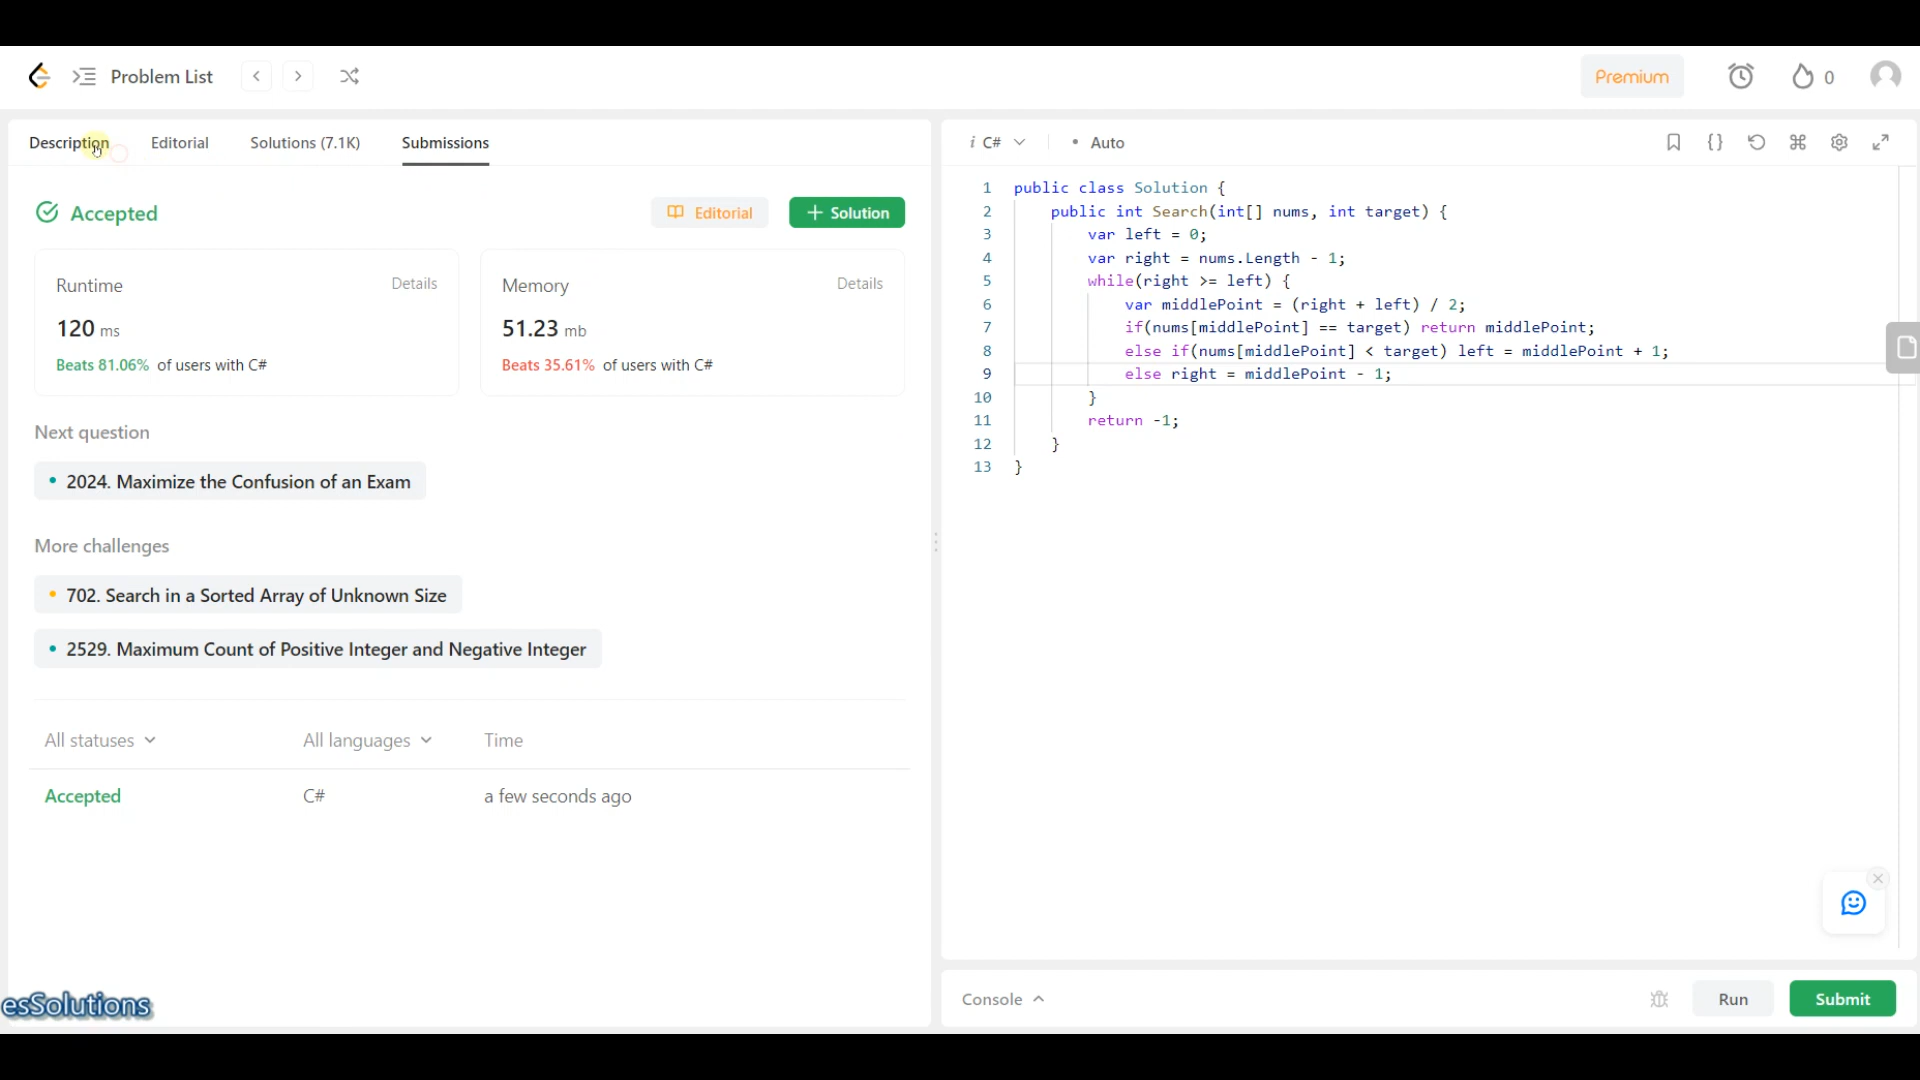 Problem List
Premium
0
Description
Editorial
Solutions (7.1K)
Submissions
Accepted
Editorial
+ Solution
Runtime
Details
120 ms
Beats 81.06% of users with C#
Memory
Details
51.23 mb
Beats 35.61% of users with C#
Next question
• 2024. Maximize the Confusion of an Exam
More challenges
• 702. Search in a Sorted Array of Unknown Size
• 2529. Maximum Count of Positive Integer and Negative Integer
All statuses
All languages
Time
Accepted
C#
a few seconds ago
esSolutions
i C#
• Auto
1 public class Solution {
2 public int Search(int[] nums, int target) {
3 var left = 0;
4 var right = nums.Length - 1;
5 while(right >= left) {
6 var middlePoint = (right + left) / 2;
7 if(nums[middlePoint] == target) return middlePoint;
8 else if(nums[middlePoint] < target) left = middlePoint + 1;
9 else right = middlePoint - 1;
10 }
11 return -1;
12 }
13 }
Console
Run
Submit